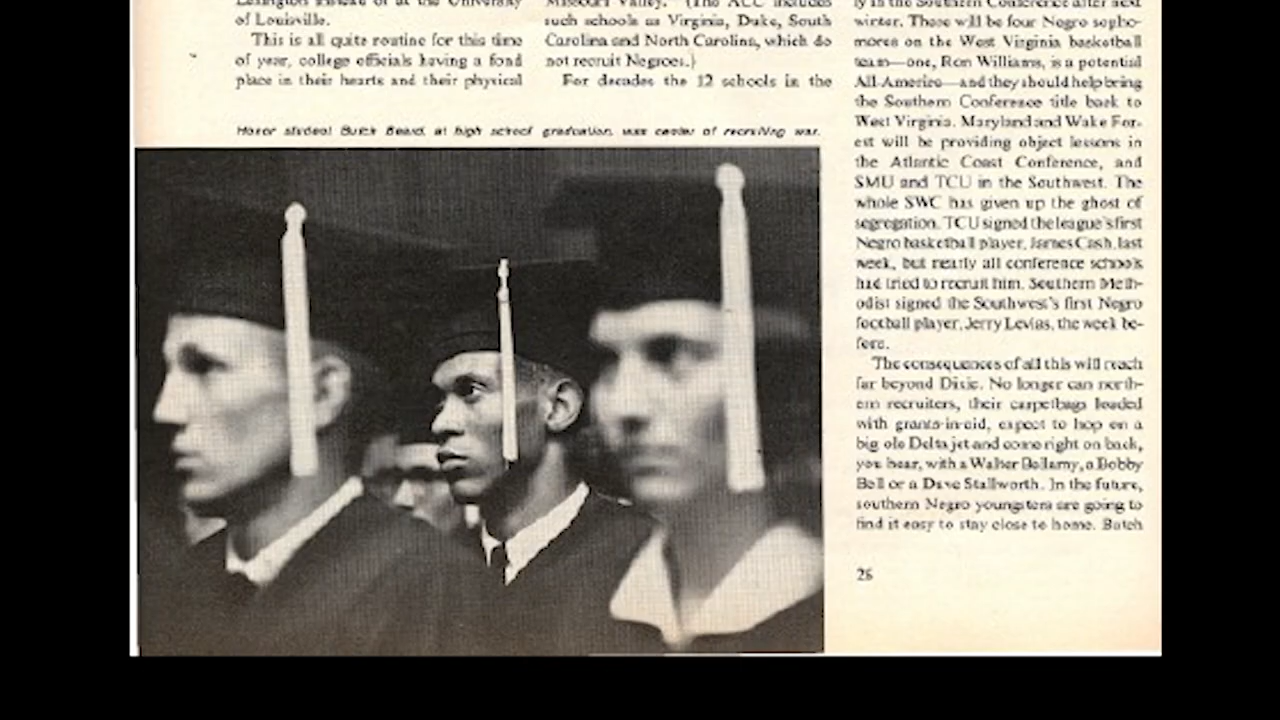 Lexington instead of at the University
of Louisville.
This is all quite routine for this time
of year, college officials having a fond
place in their hearts and their physical
Missouri Valley. (The ACC includes
such schools as Virginia, Duke, South
Carolina and North Carolina, which do
not recruit Negroes.)
For decades the 12 schools in the
Honor student Butch Beard, at high school graduation, was center of recruiting war.
ly in the Southern Conference after next
winter. There will be four Negro sopho-
mores on the West Virginia basketball
team—one, Ron Williams, is a potential
All-America—and they should help bring
the Southern Conference title back to
West Virginia. Maryland and Wake For-
est will be providing object lessons in
the Atlantic Coast Conference, and
SMU and TCU in the Southwest. The
whole SWC has given up the ghost of
segregation. TCU signed the league's first
Negro basketball player, James Cash, last
week, but nearly all conference schools
had tried to recruit him. Southern Meth-
odist signed the Southwest's first Negro
football player, Jerry Levias, the week be-
fore.
The consequences of all this will reach
far beyond Dixie. No longer can north-
ern recruiters, their carpetbags loaded
with grants-in-aid, expect to hop on a
big ole Delta jet and come right on back,
you hear, with a Walter Bellamy, a Bobby
Bell or a Dave Stallworth. In the future,
southern Negro youngsters are going to
find it easy to stay close to home. Butch
26